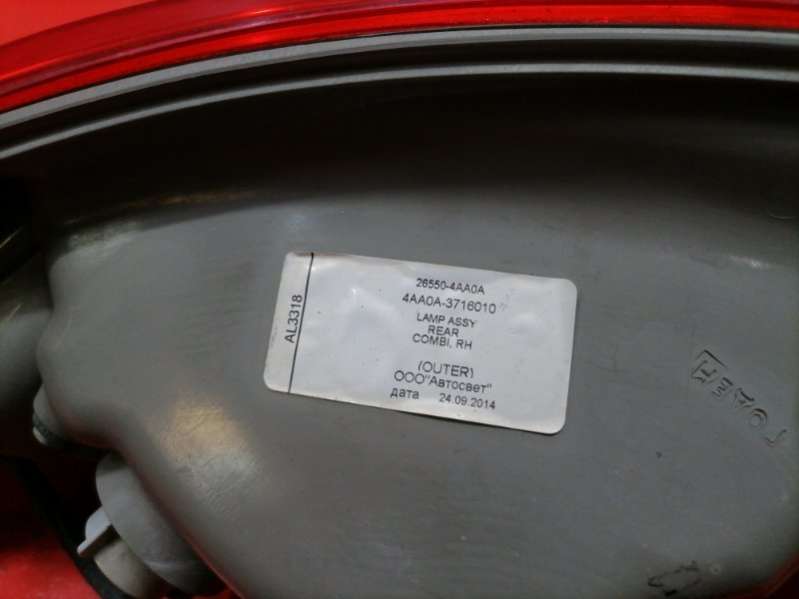 AL3318
26550-4AA0A
4AA0A-3716010
LAMP ASSY
REAR
COMBI, RH
(OUTER)
ООО"Автосвет"
дата 24.09.2014